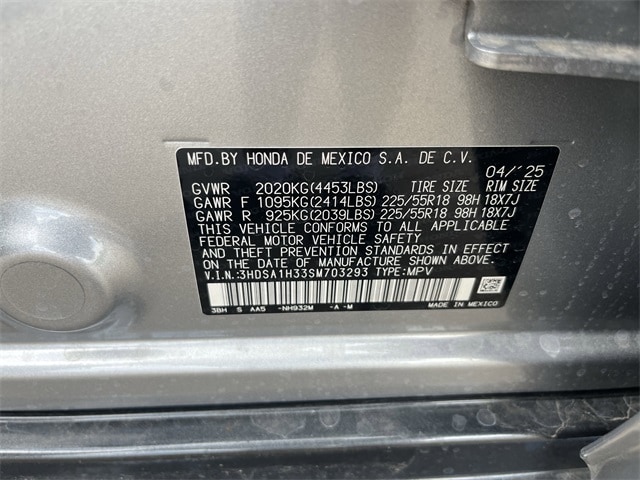 MFD.BY HONDA DE MEXICO S.A. DE C.V.
04/'25
GVWR 2020KG(4453LBS) TIRE SIZE RIM SIZE
GAWR F 1095KG(2414LBS) 225/55R18 98H 18X7J
GAWR R 925KG(2039LBS) 225/55R18 98H 18X7J
THIS VEHICLE CONFORMS TO ALL APPLICABLE
FEDERAL MOTOR VEHICLE SAFETY
AND THEFT PREVENTION STANDARDS IN EFFECT
ON THE DATE OF MANUFACTURE SHOWN ABOVE.
V.I.N.:3HDSA1H33SM703293 TYPE:MPV
3BH S AA5 -NH932M -A -M MADE IN MEXICO